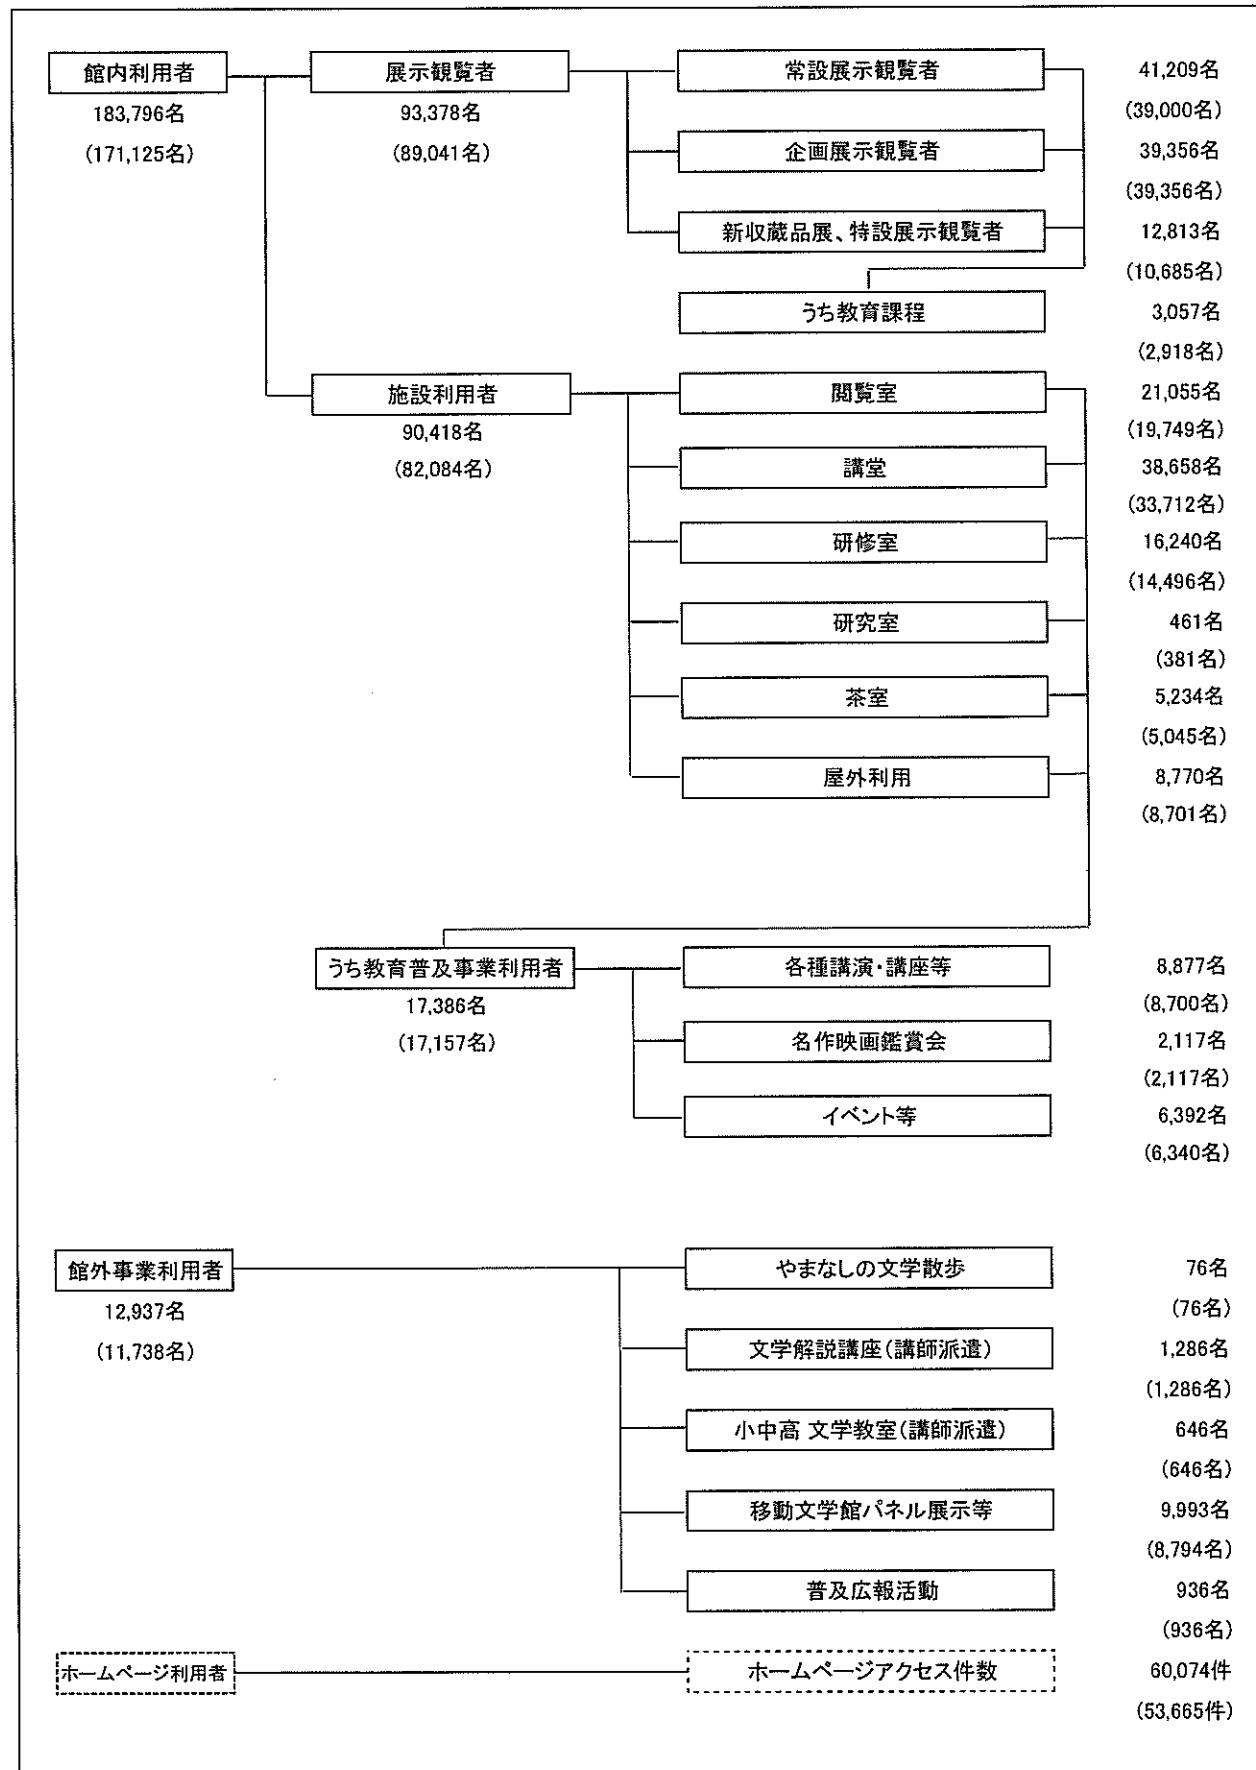 館内利用者 展示観覧者 常設展示観覧者 41,209名
183,796名 93,378名 (39,000名)
(171,125名) (89,041名) 企画展示観覧者 39,356名
(39,356名)
新収蔵品展、特設展示観覧者 12,813名
(10,685名)
うち教育課程 3,057名
(2,918名)
施設利用者 閲覧室 21,055名
90,418名 (19,749名)
(82,084名) 講堂 38,658名
(33,712名)
研修室 16,240名
(14,496名)
研究室 461名
(381名)
茶室 5,234名
(5,045名)
屋外利用 8,770名
(8,701名)
うち教育普及事業利用者 各種講演・講座等 8,877名
17,386名 (8,700名)
(17,157名) 名作映画鑑賞会 2,117名
(2,117名)
イベント等 6,392名
(6,340名)
館外事業利用者 やまなしの文学散歩 76名
12,937名 (76名)
(11,738名) 文学解説講座(講師派遣) 1,286名
(1,286名)
小中高 文学教室(講師派遣) 646名
(646名)
移動文学館パネル展示等 9,993名
(8,794名)
普及広報活動 936名
(936名)
ホームページ利用者 ホームページアクセス件数 60,074件
(53,665件)